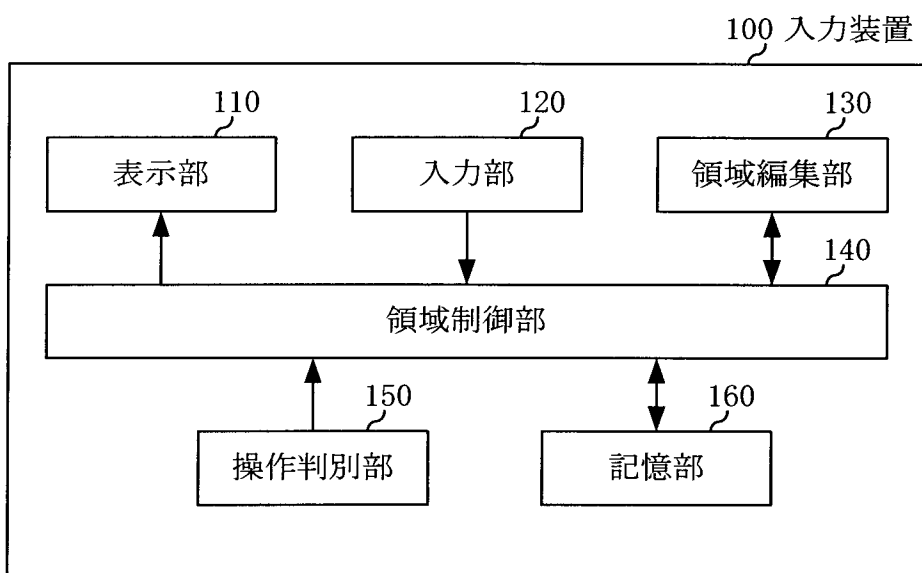 100 入力装置
110
120
130
表示部
入力部
領域編集部
140
領域制御部
150
160
操作判別部
記憶部